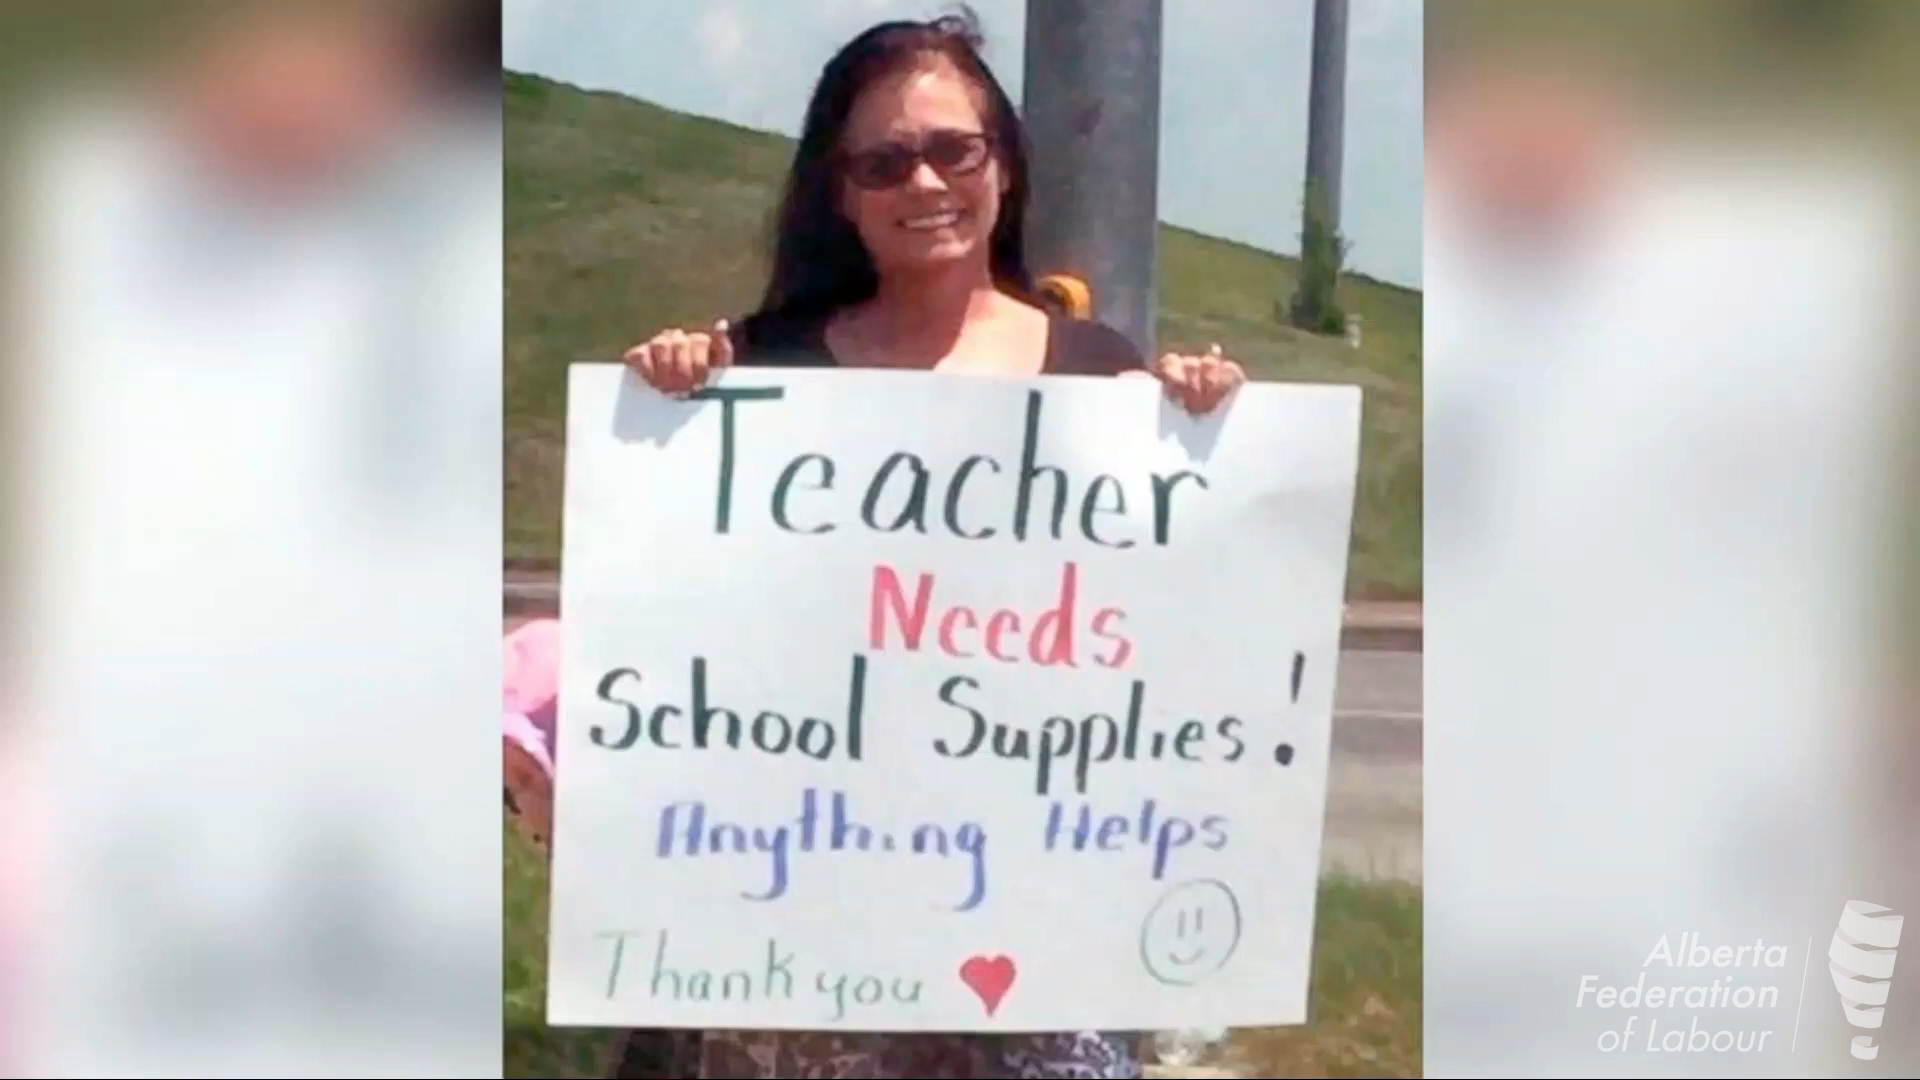 Teacher
Needs
School Supplies!
Anything Helps
Thank you
Alberta
Federation
of Labour